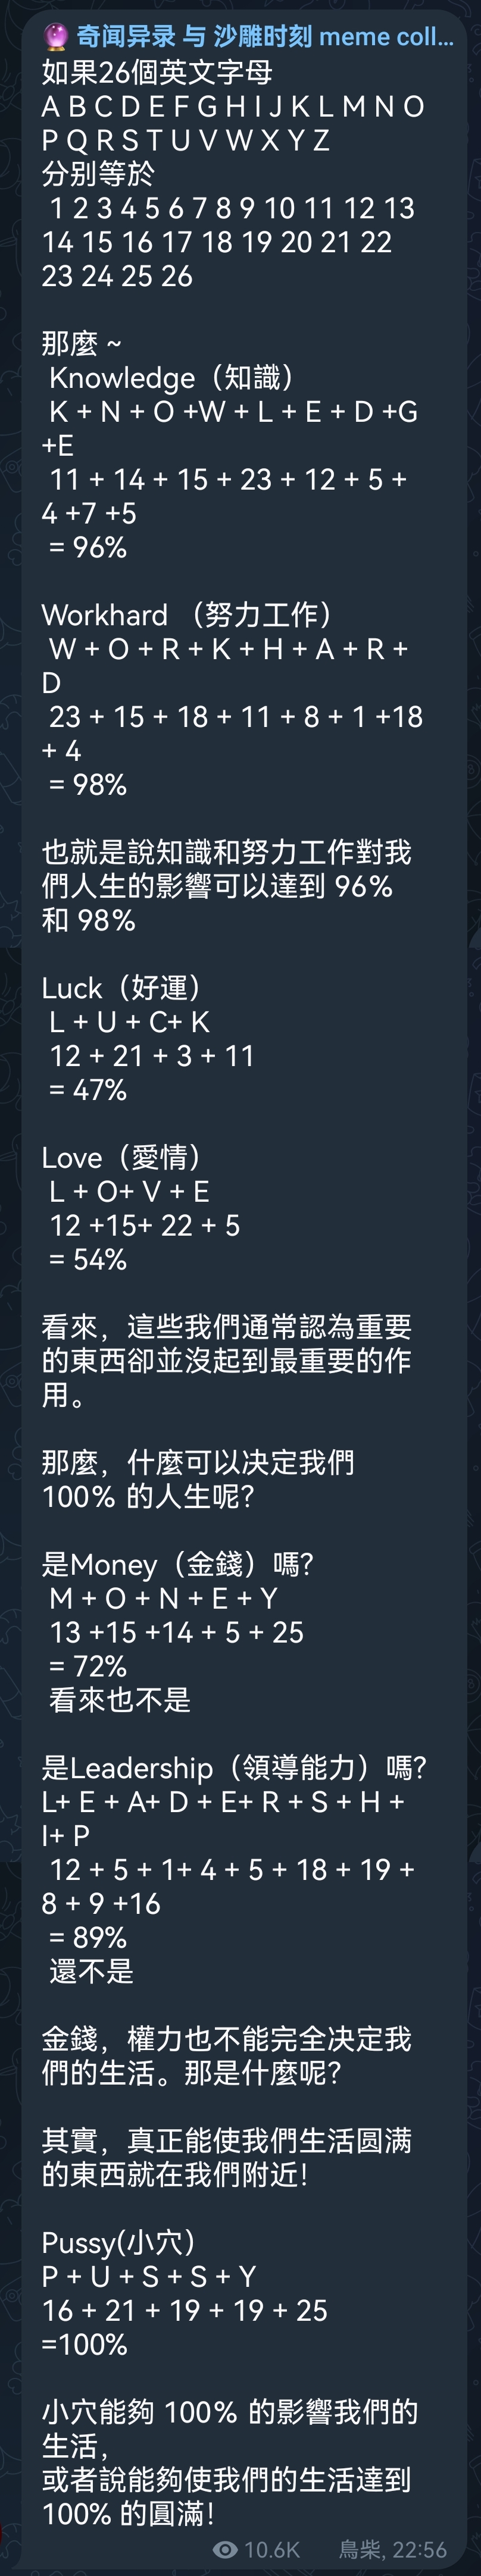 奇闻异录 与 沙雕时刻 meme coll...
如果26個英文字母
A B C D E F G H I J K L M N O
P Q R S T U V W X Y Z
分别等於
1 2 3 4 5 6 7 8 9 10 11 12 13
14 15 16 17 18 19 20 21 22
23 24 25 26
那麼 ~
Knowledge（知識）
K + N + O +W + L + E + D +G
+E
11 + 14 + 15 + 23 + 12 + 5 +
4 +7 +5
= 96%
Workhard （努力工作）
W + O + R + K + H + A + R +
D
23 + 15 + 18 + 11 + 8 + 1 +18
+ 4
= 98%
也就是說知識和努力工作對我
們人生的影響可以達到 96%
和 98%
Luck（好運）
L + U + C+ K
12 + 21 + 3 + 11
= 47%
Love（愛情）
L + O+ V + E
12 +15+ 22 + 5
= 54%
看來，這些我們通常認為重要
的東西卻並沒起到最重要的作
用。
那麼，什麼可以决定我們
100% 的人生呢？
是Money（金錢）嗎？
M + O + N + E + Y
13 +15 +14 + 5 + 25
= 72%
看來也不是
是Leadership（領導能力）嗎？
L+ E + A+ D + E+ R + S + H +
I+ P
12 + 5 + 1+ 4 + 5 + 18 + 19 +
8 + 9 +16
= 89%
還不是
金錢，權力也不能完全決定我
們的生活。那是什麼呢？
其實，真正能使我們生活圆满
的東西就在我們附近！
Pussy(小穴）
P + U + S + S + Y
16 + 21 + 19 + 19 + 25
=100%
小穴能夠 100% 的影響我們的
生活，
或者說能夠使我們的生活達到
100% 的圓滿！
10.6K 鳥柴, 22:56